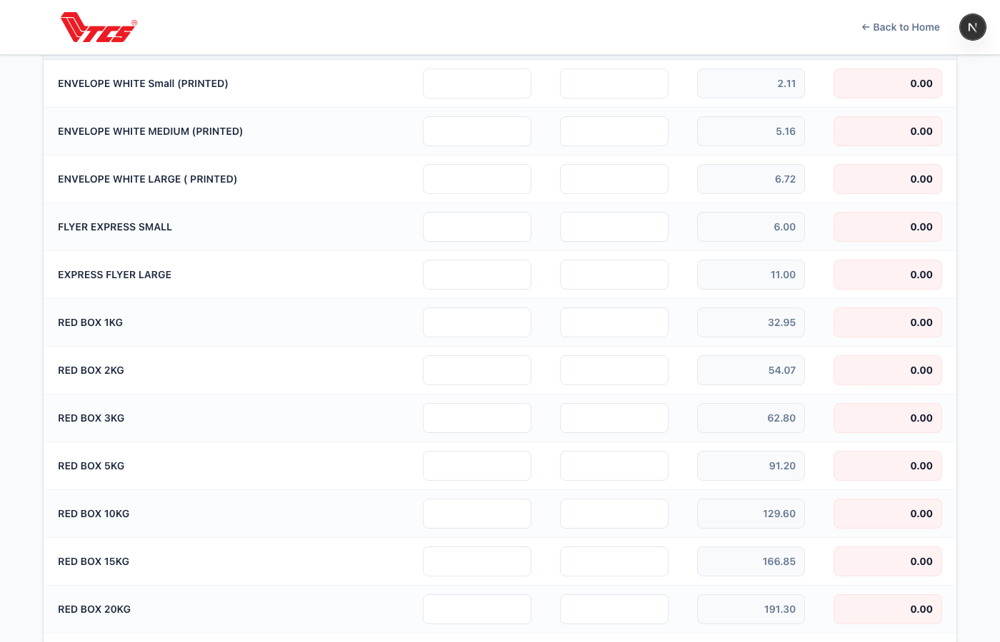 TCS®
← Back to Home
N
ENVELOPE WHITE Small (PRINTED) 2.11 0.00
ENVELOPE WHITE MEDIUM (PRINTED) 5.16 0.00
ENVELOPE WHITE LARGE ( PRINTED) 6.72 0.00
FLYER EXPRESS SMALL 6.00 0.00
EXPRESS FLYER LARGE 11.00 0.00
RED BOX 1KG 32.95 0.00
RED BOX 2KG 54.07 0.00
RED BOX 3KG 62.80 0.00
RED BOX 5KG 91.20 0.00
RED BOX 10KG 129.60 0.00
RED BOX 15KG 166.85 0.00
RED BOX 20KG 191.30 0.00